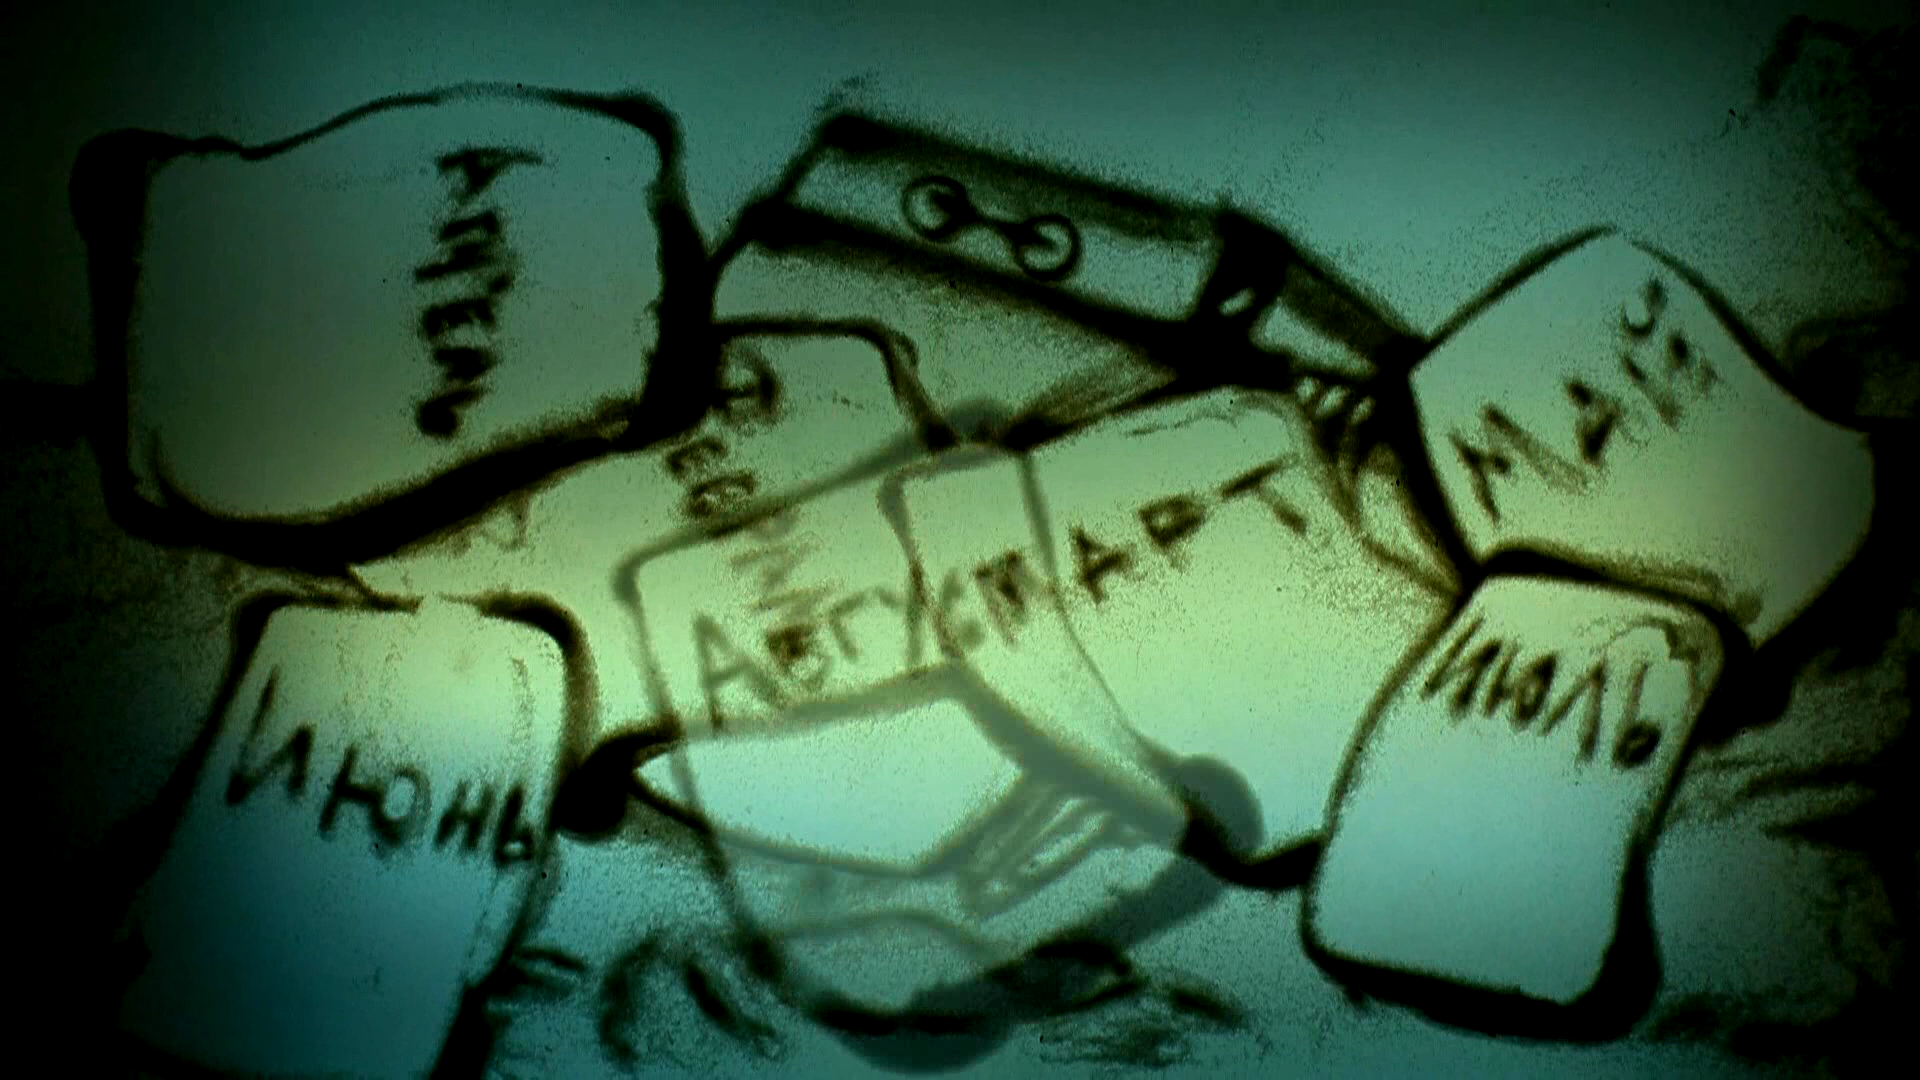 Апрель
Май
Март
Август
Июнь
Июль